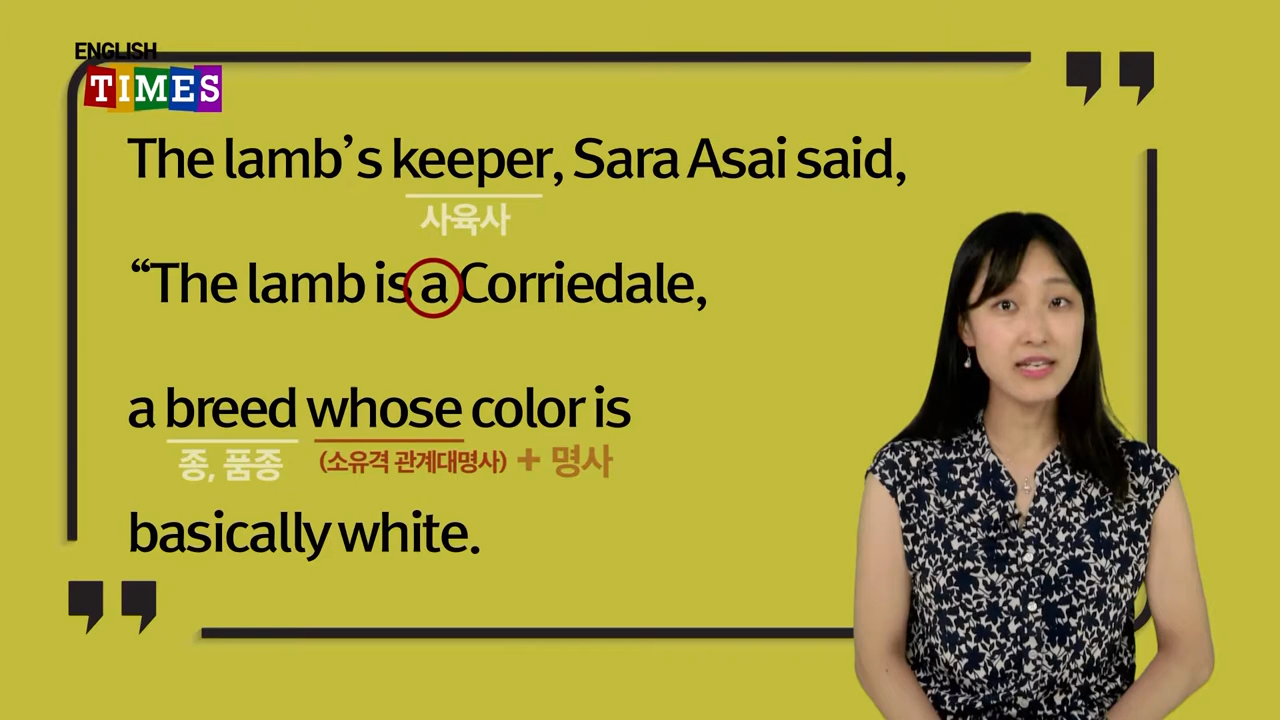 ENGLISH
TIMES
The lamb’s keeper, Sara Asai said,
사육사
“The lamb is a Corriedale,
a breed whose color is
종, 품종 (소유격 관계대명사) + 명사
basically white.